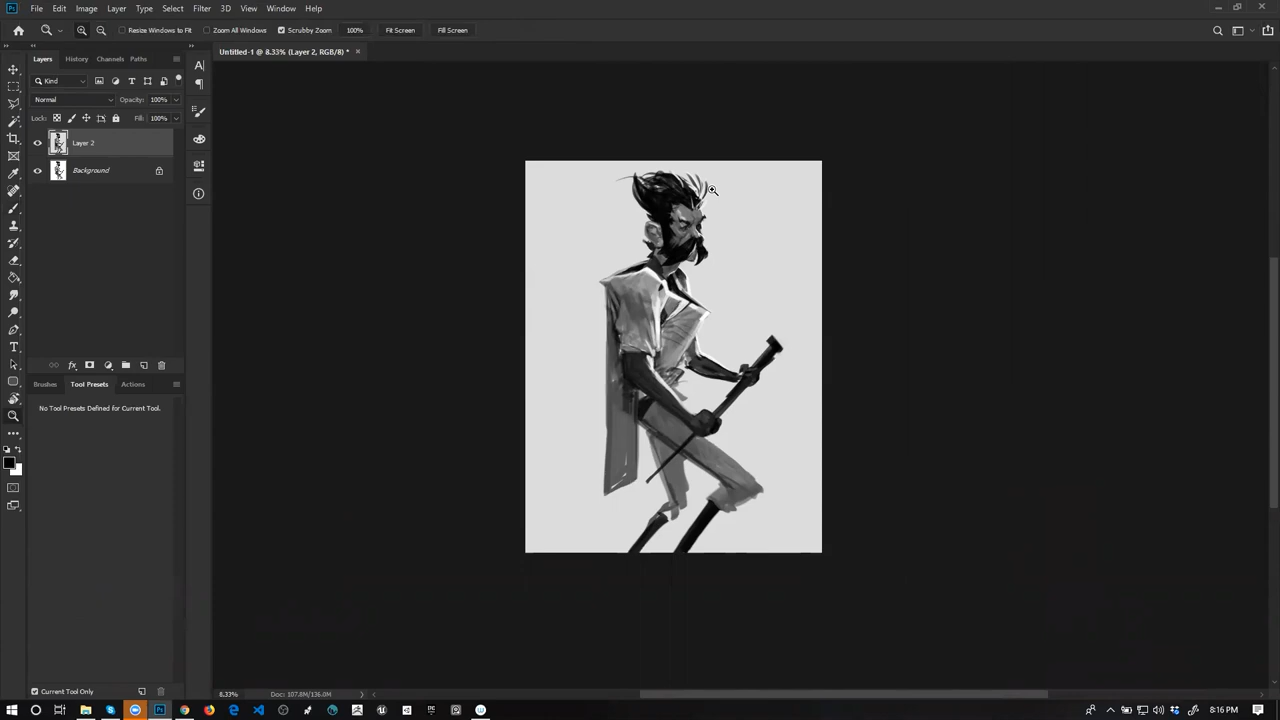 File Edit Image Layer Type Select Filter 3D View Window Help
Resize Windows to Fit Zoom All Windows Scrubby Zoom 100% Fit Screen Fill Screen
Layers History Channels Paths
Untitled-1 @ 8.33% (Layer 2, RGB/8) *
Kind
Normal Opacity: 100%
Lock: Fill: 100%
Layer 2
Background
Brushes Tool Presets Actions
No Tool Presets Defined for Current Tool.
Current Tool Only
8.33% Doc: 107.8M/136.0M
8:16 PM